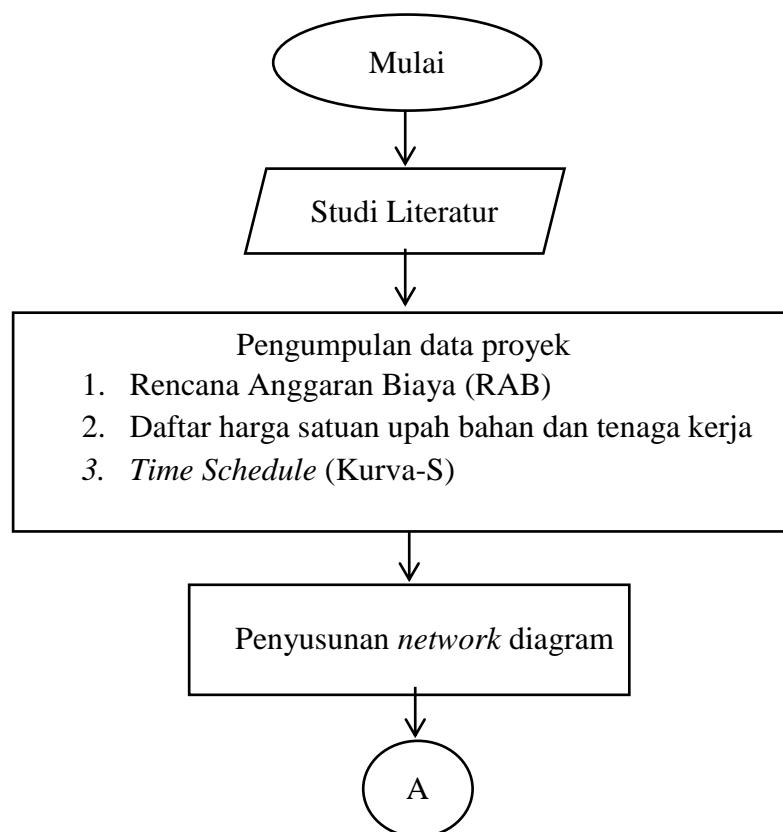 Mulai
Studi Literatur
Pengumpulan data proyek
1. Rencana Anggaran Biaya (RAB)
2. Daftar harga satuan upah bahan dan tenaga kerja
3. Time Schedule (Kurva-S)
Penyusunan network diagram
A